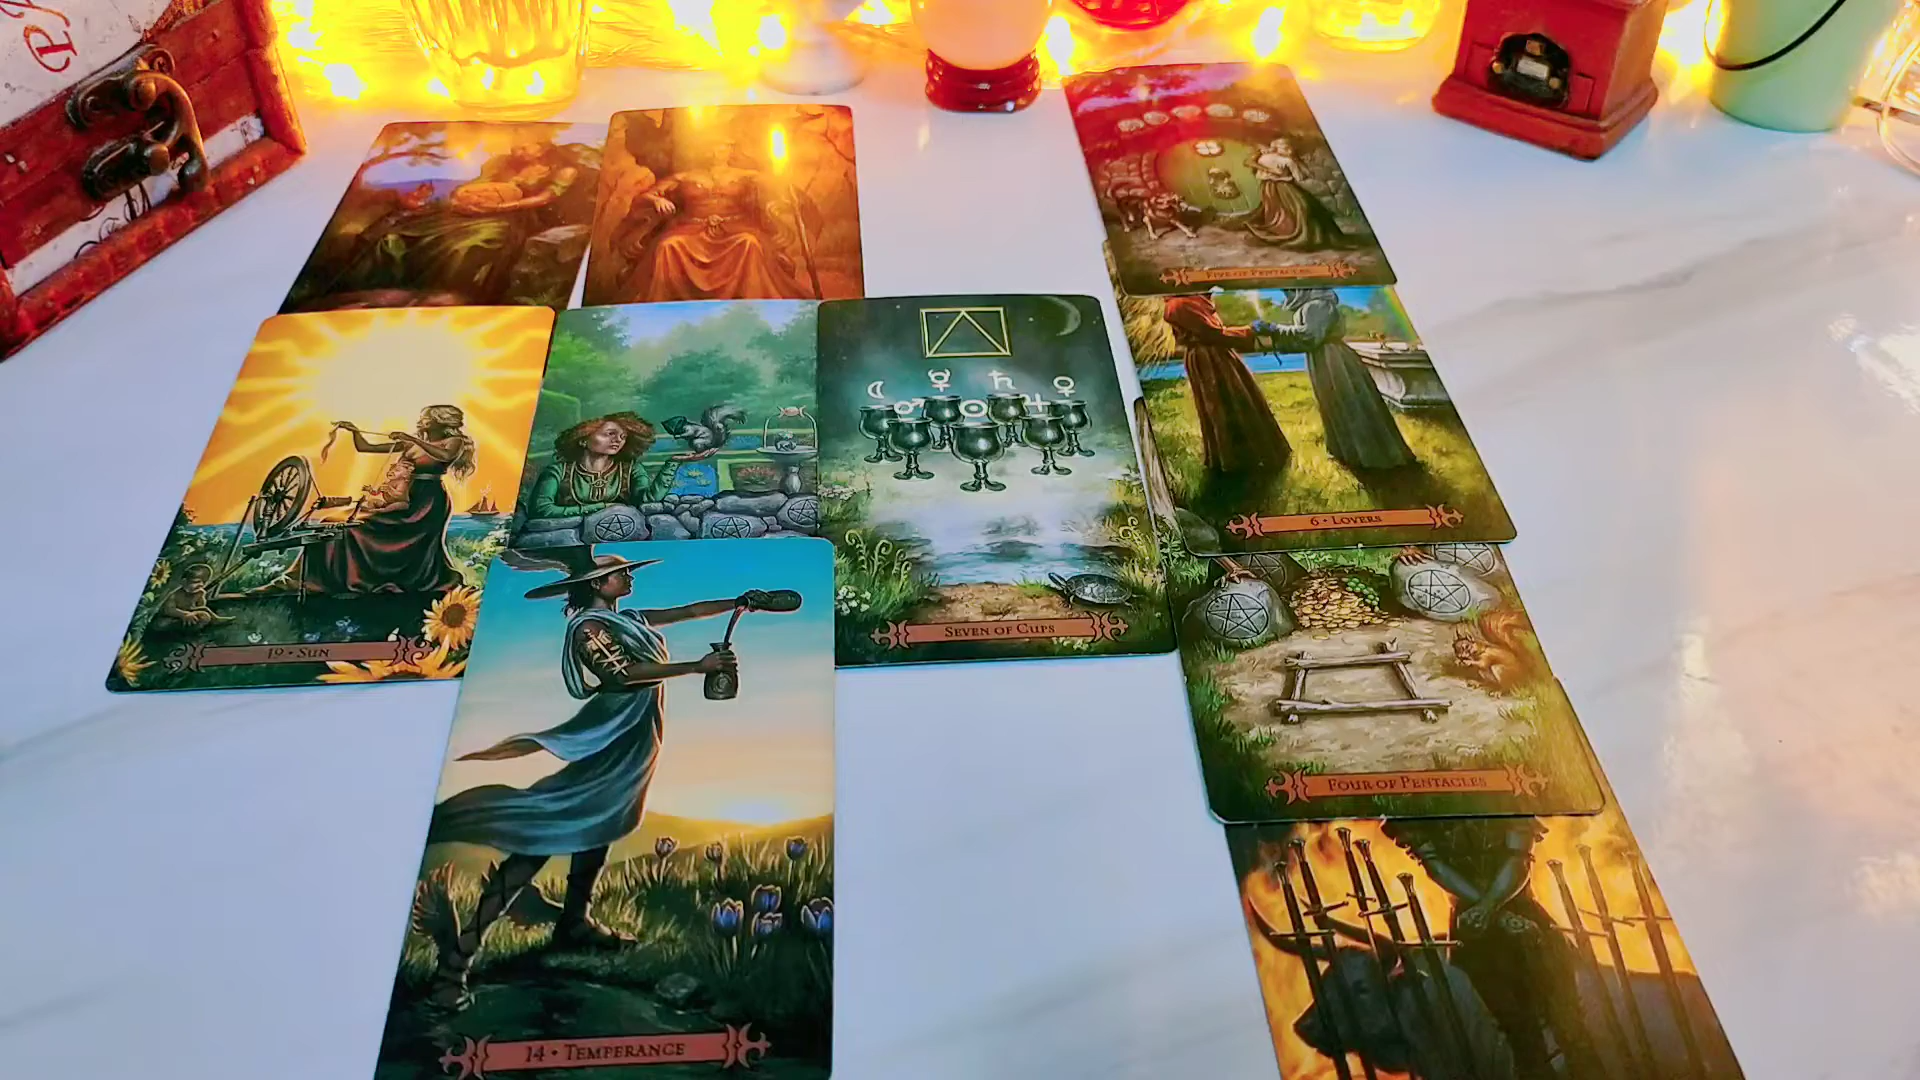 FIVE OF PENTACLES
6 • LOVERS
19 • SUN
SEVEN OF CUPS
FOUR OF PENTACLES
14 • TEMPERANCE